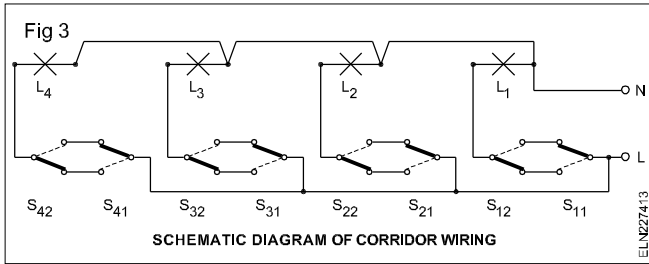 Fig 3
L4 L3 L2 L1
N
L
S42 S41 S32 S31 S22 S21 S12 S11
SCHEMATIC DIAGRAM OF CORRIDOR WIRING
ELN227413